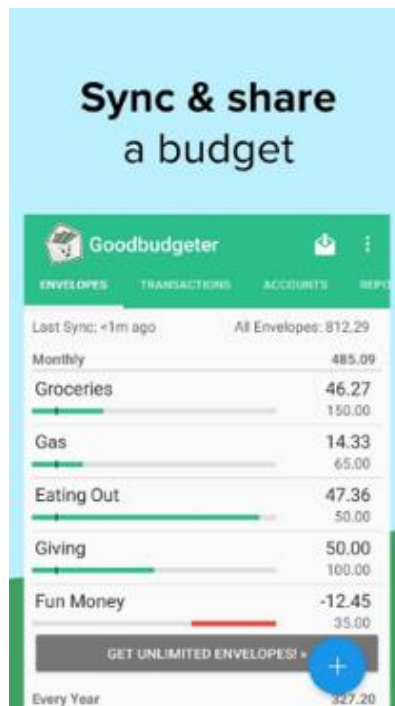 Sync & share
a budget
Goodbudgeter
ENVELOPES TRANSACTIONS ACCOUNTS REPO
Last Sync: <1m ago All Envelopes: 812.29
Monthly 485.09
Groceries 46.27
150.00
Gas 14.33
65.00
Eating Out 47.36
50.00
Giving 50.00
100.00
Fun Money -12.45
35.00
GET UNLIMITED ENVELOPES! »
+
Every Year 327.20